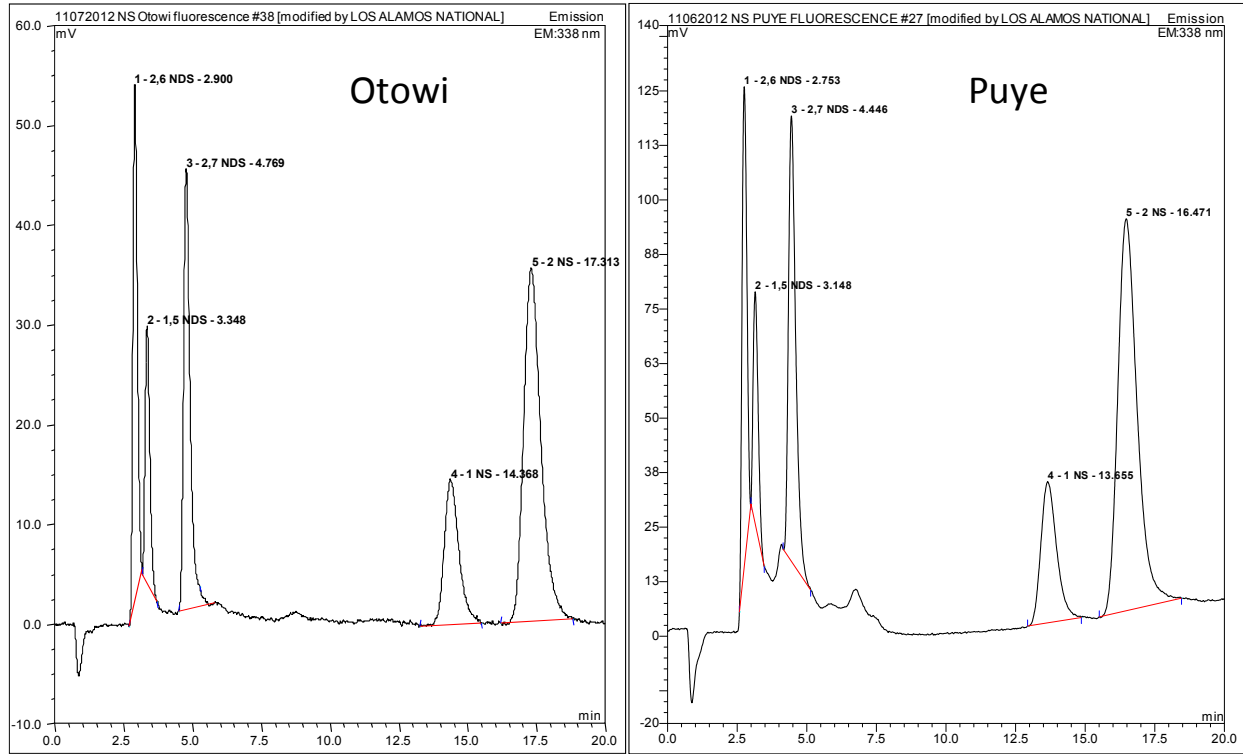 11072012 NS Otowi fluorescence #38 [modified by LOS ALAMOS NATIONAL] Emission
mV EM:338 nm
Otowi
1 - 2,6 NDS - 2.900
3 - 2,7 NDS - 4.769
5 - 2 NS - 17.313
2 - 1,5 NDS - 3.348
4 - 1 NS - 14.368
60.0
50.0
40.0
30.0
20.0
10.0
0.0
-10.0
min
0.0 2.5 5.0 7.5 10.0 12.5 15.0 17.5 20.0
11062012 NS PUYE FLUORESCENCE #27 [modified by LOS ALAMOS NATIONAL] Emission
mV EM:338 nm
Puye
1 - 2,6 NDS - 2.753
3 - 2,7 NDS - 4.446
5 - 2 NS - 16.471
2 - 1,5 NDS - 3.148
4 - 1 NS - 13.655
140
125
113
100
88
75
63
50
38
25
13
0
-20
min
0.0 2.5 5.0 7.5 10.0 12.5 15.0 17.5 20.0